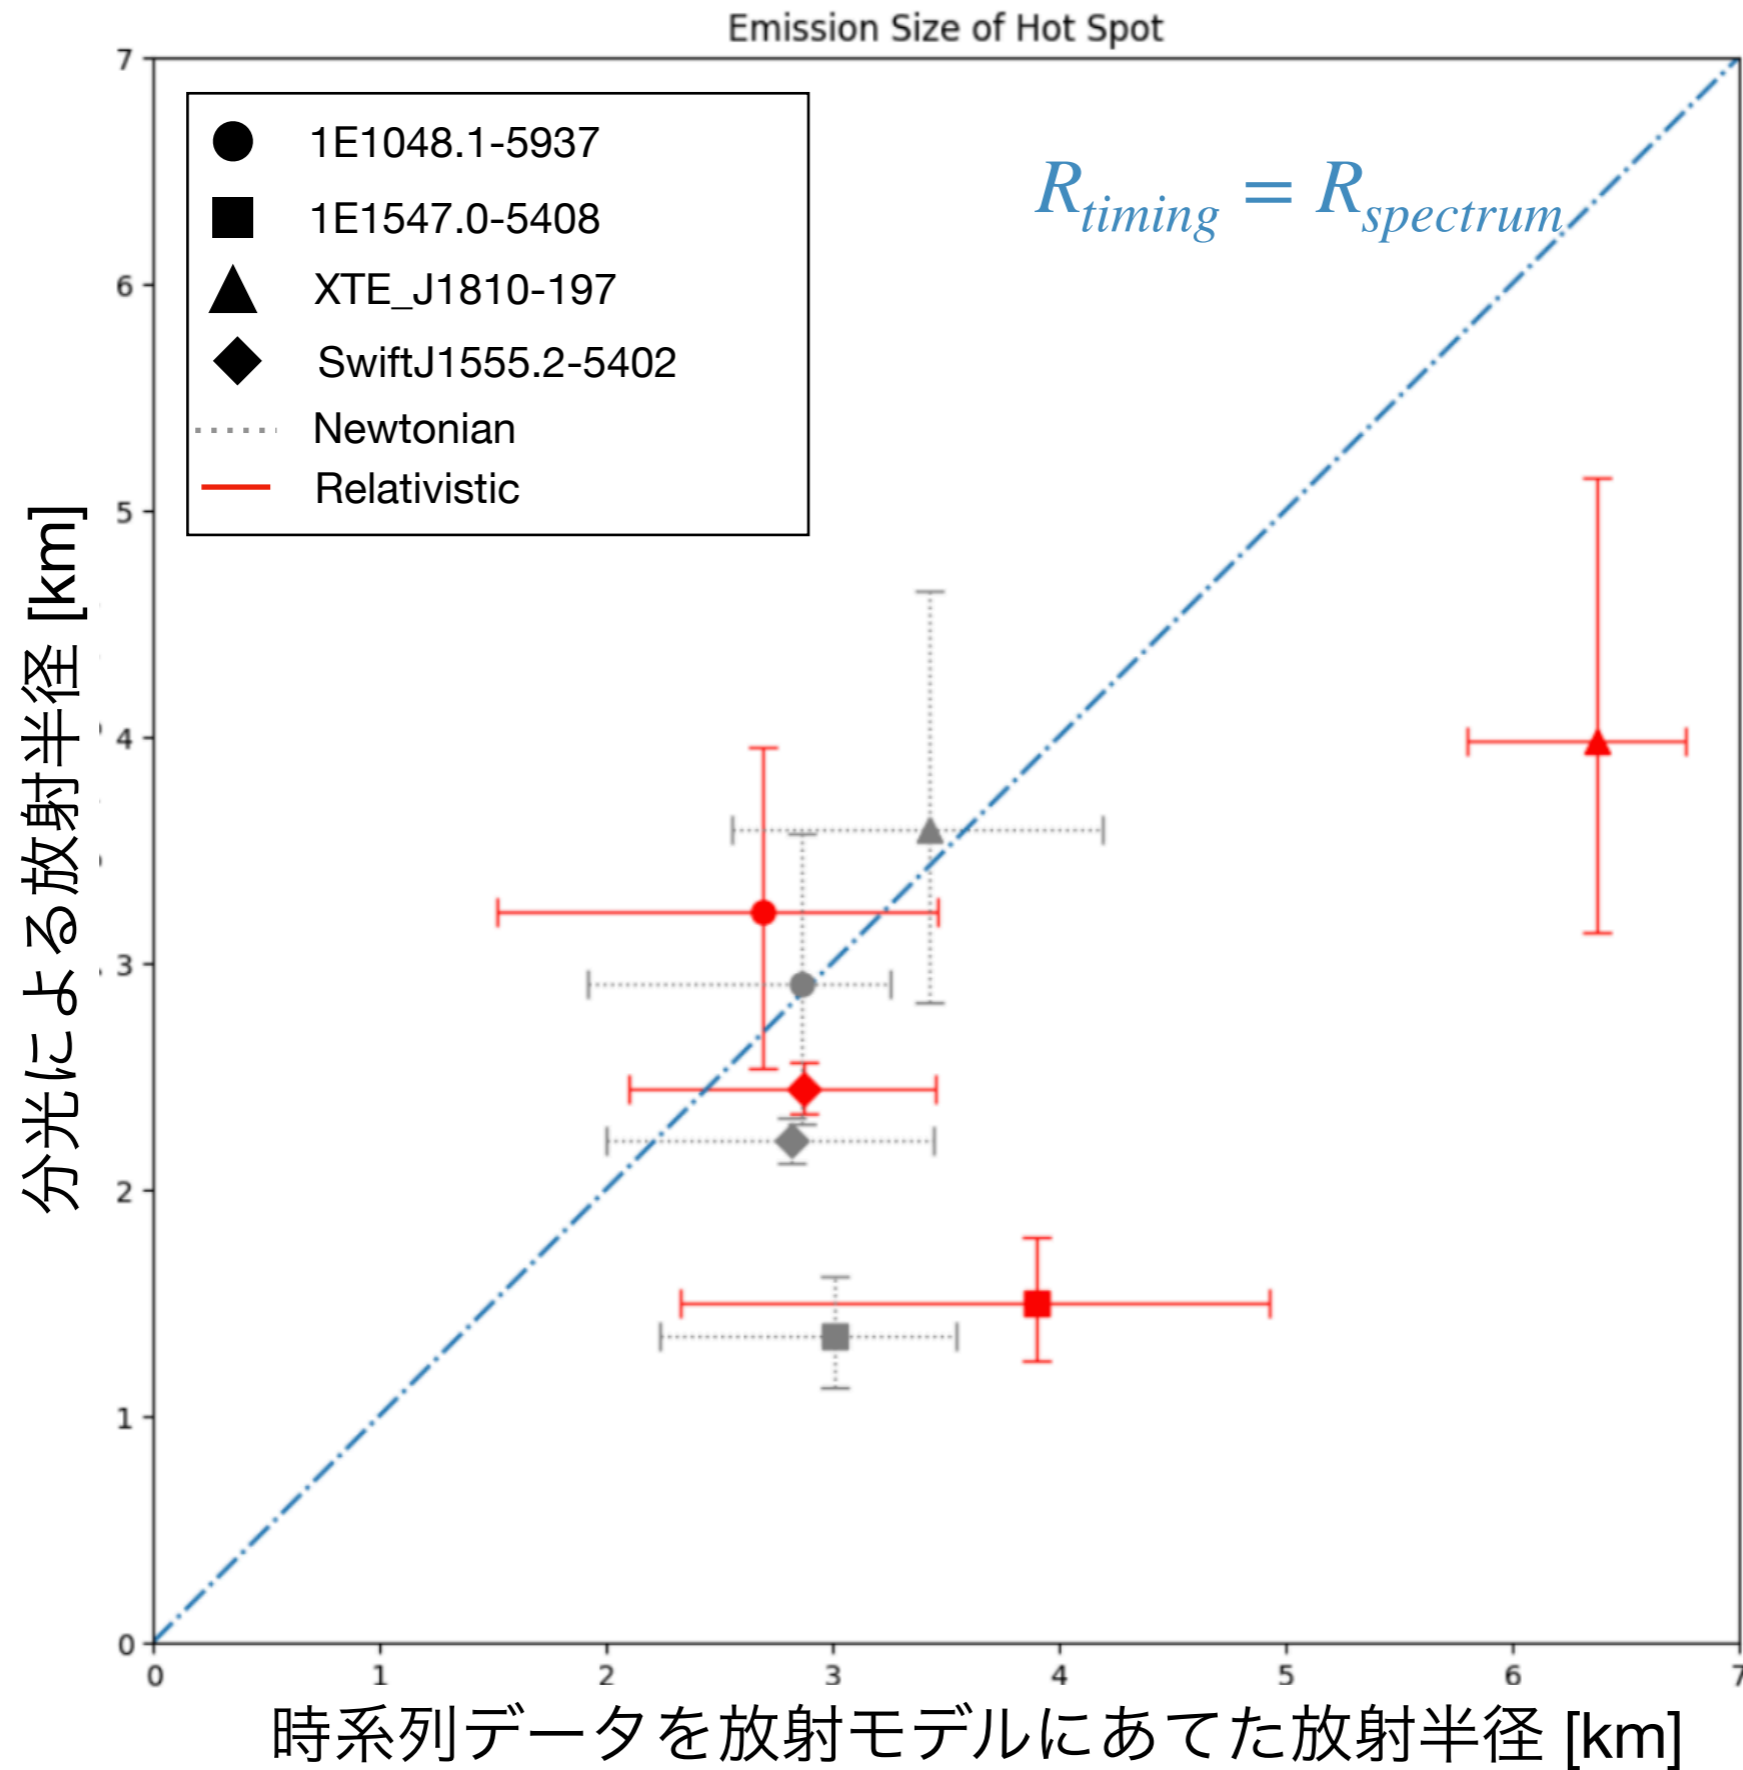 Emission Size of Hot Spot
7
6
5
4
3
2
1
0
1E1048.1-5937
1E1547.0-5408
XTE_J1810-197
SwiftJ1555.2-5402
Newtonian
Relativistic
R_timing = R_spectrum
分光による放射半径 [km]
0 1 2 3 4 5 6 7
時系列データを放射モデルにあてた放射半径 [km]